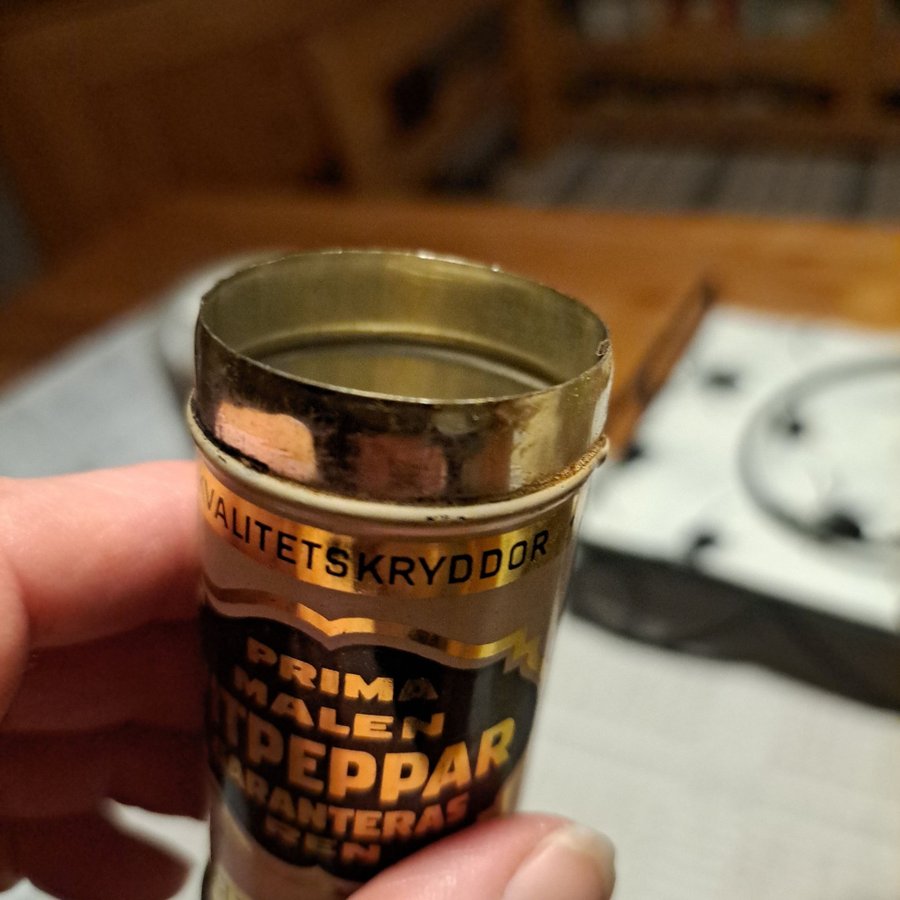 VALITETSKRYDDOR
PRIMA
MALEN
TPEPPAR
ARANTERAS
REN